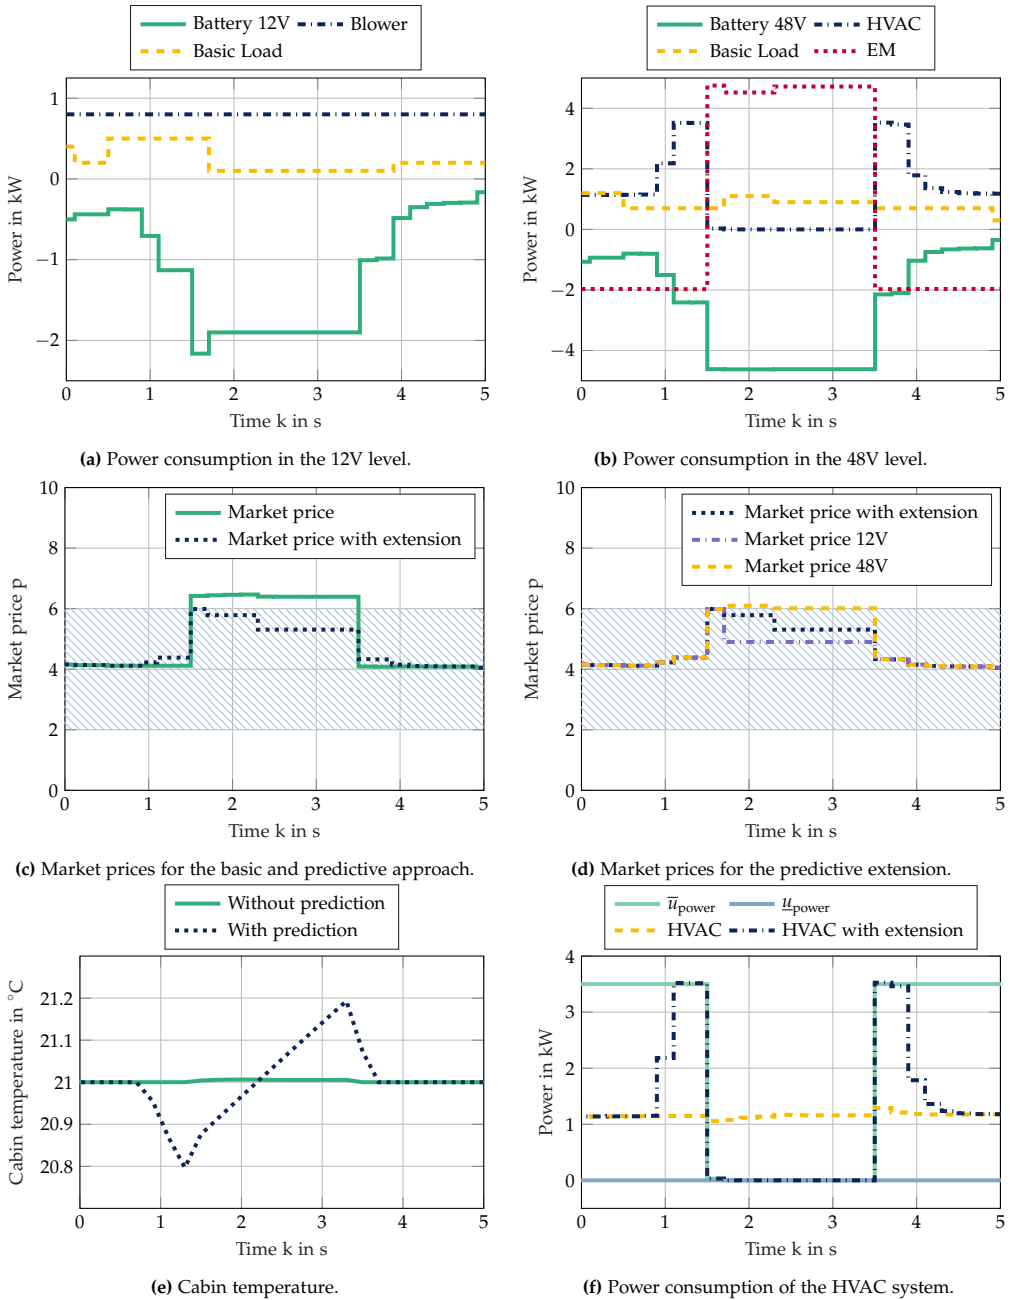 Battery 12V Blower
Basic Load
1
0
−1
−2
Power in kW
0 1 2 3 4 5
Time k in s
(a) Power consumption in the 12V level.
Battery 48V HVAC
Basic Load EM
4
2
0
−2
−4
Power in kW
0 1 2 3 4 5
Time k in s
(b) Power consumption in the 48V level.
Market price
Market price with extension
10
8
6
4
2
0
Market price p
0 1 2 3 4 5
Time k in s
(c) Market prices for the basic and predictive approach.
Market price with extension
Market price 12V
Market price 48V
10
8
6
4
2
0
Market price p
0 1 2 3 4 5
Time k in s
(d) Market prices for the predictive extension.
Without prediction
With prediction
21.2
21.1
21
20.9
20.8
Cabin temperature in °C
0 1 2 3 4 5
Time k in s
(e) Cabin temperature.
u̅power u̲power
HVAC HVAC with extension
4
3
2
1
0
Power in kW
0 1 2 3 4 5
Time k in s
(f) Power consumption of the HVAC system.